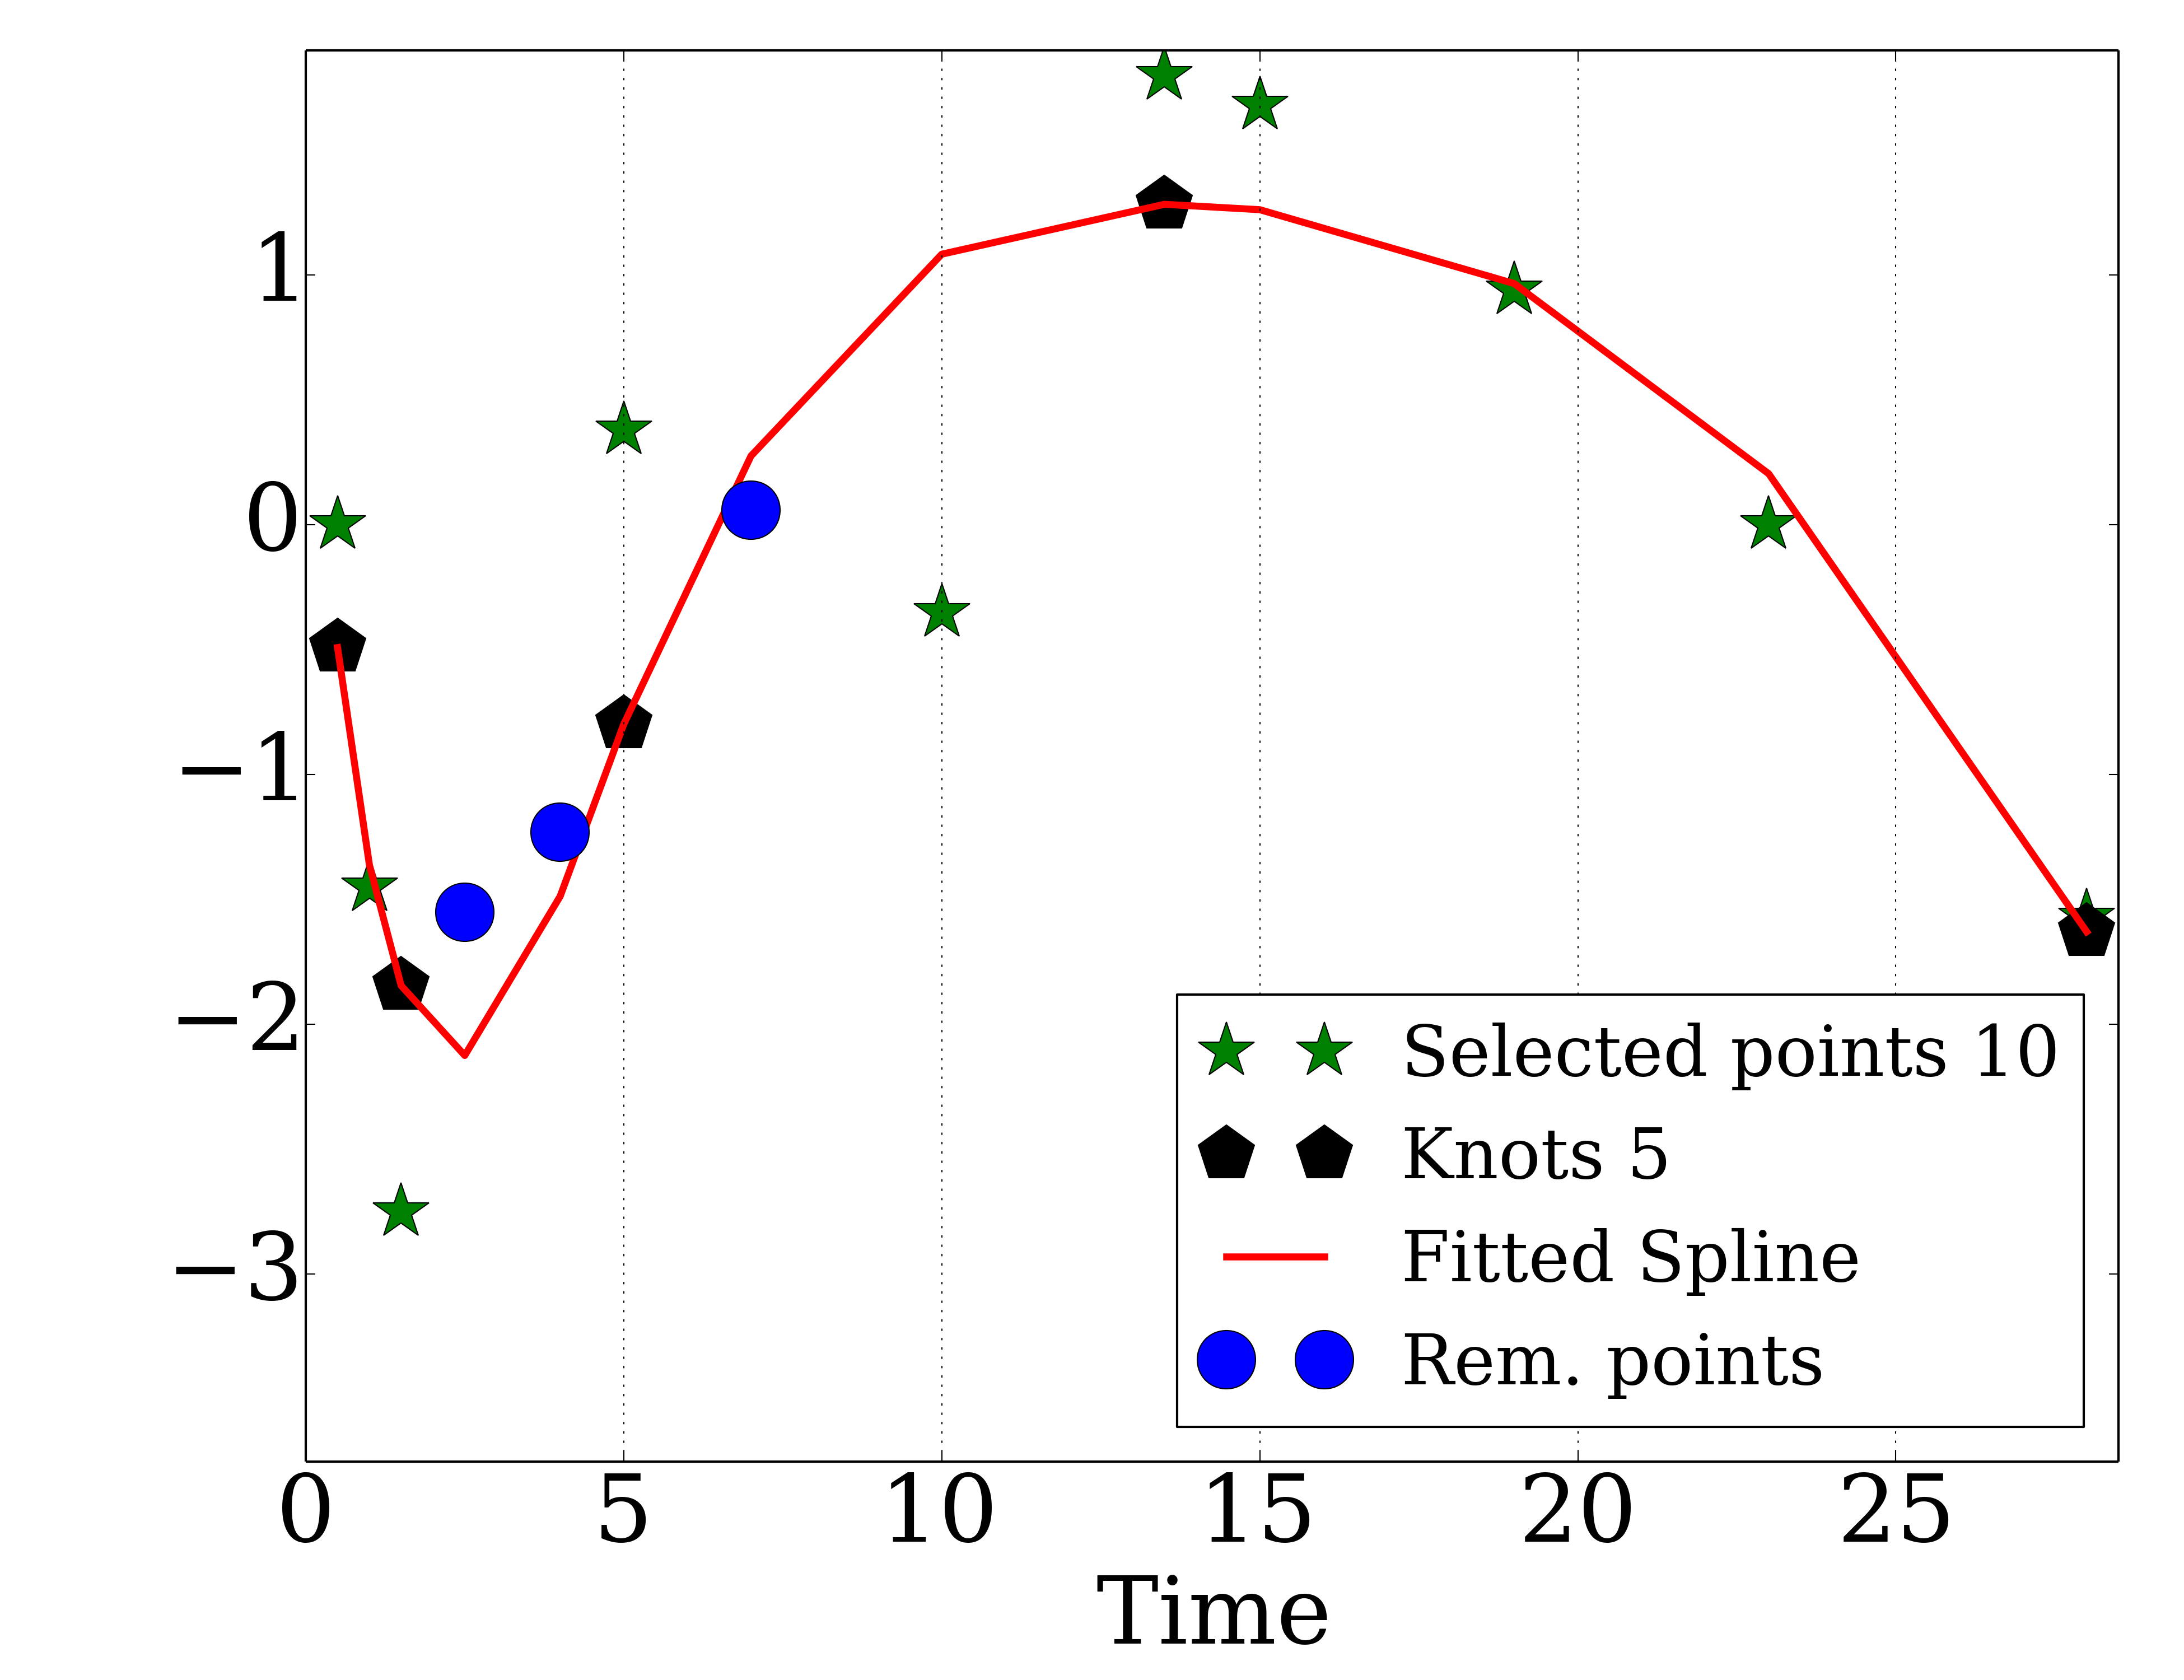 1
0
−1
−2
−3
0 5 10 15 20 25
Time
Selected points 10
Knots 5
Fitted Spline
Rem. points